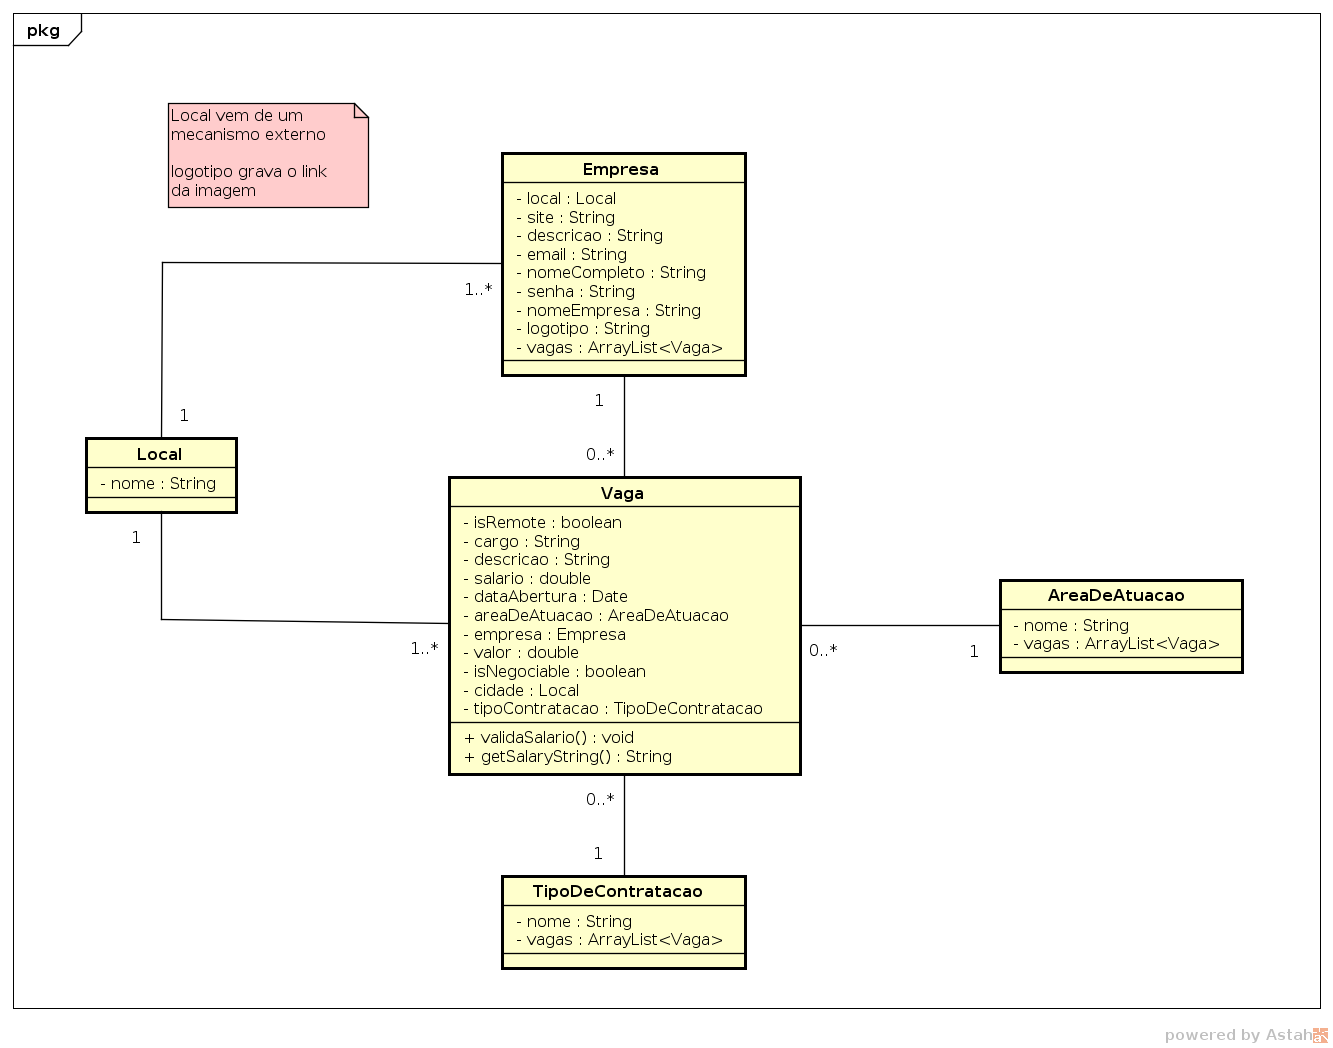 pkg
Local vem de um
mecanismo externo
logotipo grava o link
da imagem
Empresa
- local : Local
- site : String
- descricao : String
- email : String
- nomeCompleto : String
- senha : String
- nomeEmpresa : String
- logotipo : String
- vagas : ArrayList<Vaga>
1..*
1
1
0..*
Local
- nome : String
1
1..*
Vaga
- isRemote : boolean
- cargo : String
- descricao : String
- salario : double
- dataAbertura : Date
- areaDeAtuacao : AreaDeAtuacao
- empresa : Empresa
- valor : double
- isNegociable : boolean
- cidade : Local
- tipoContratacao : TipoDeContratacao
+ validaSalario() : void
+ getSalaryString() : String
0..*
1
AreaDeAtuacao
- nome : String
- vagas : ArrayList<Vaga>
0..*
1
TipoDeContratacao
- nome : String
- vagas : ArrayList<Vaga>
powered by Astah